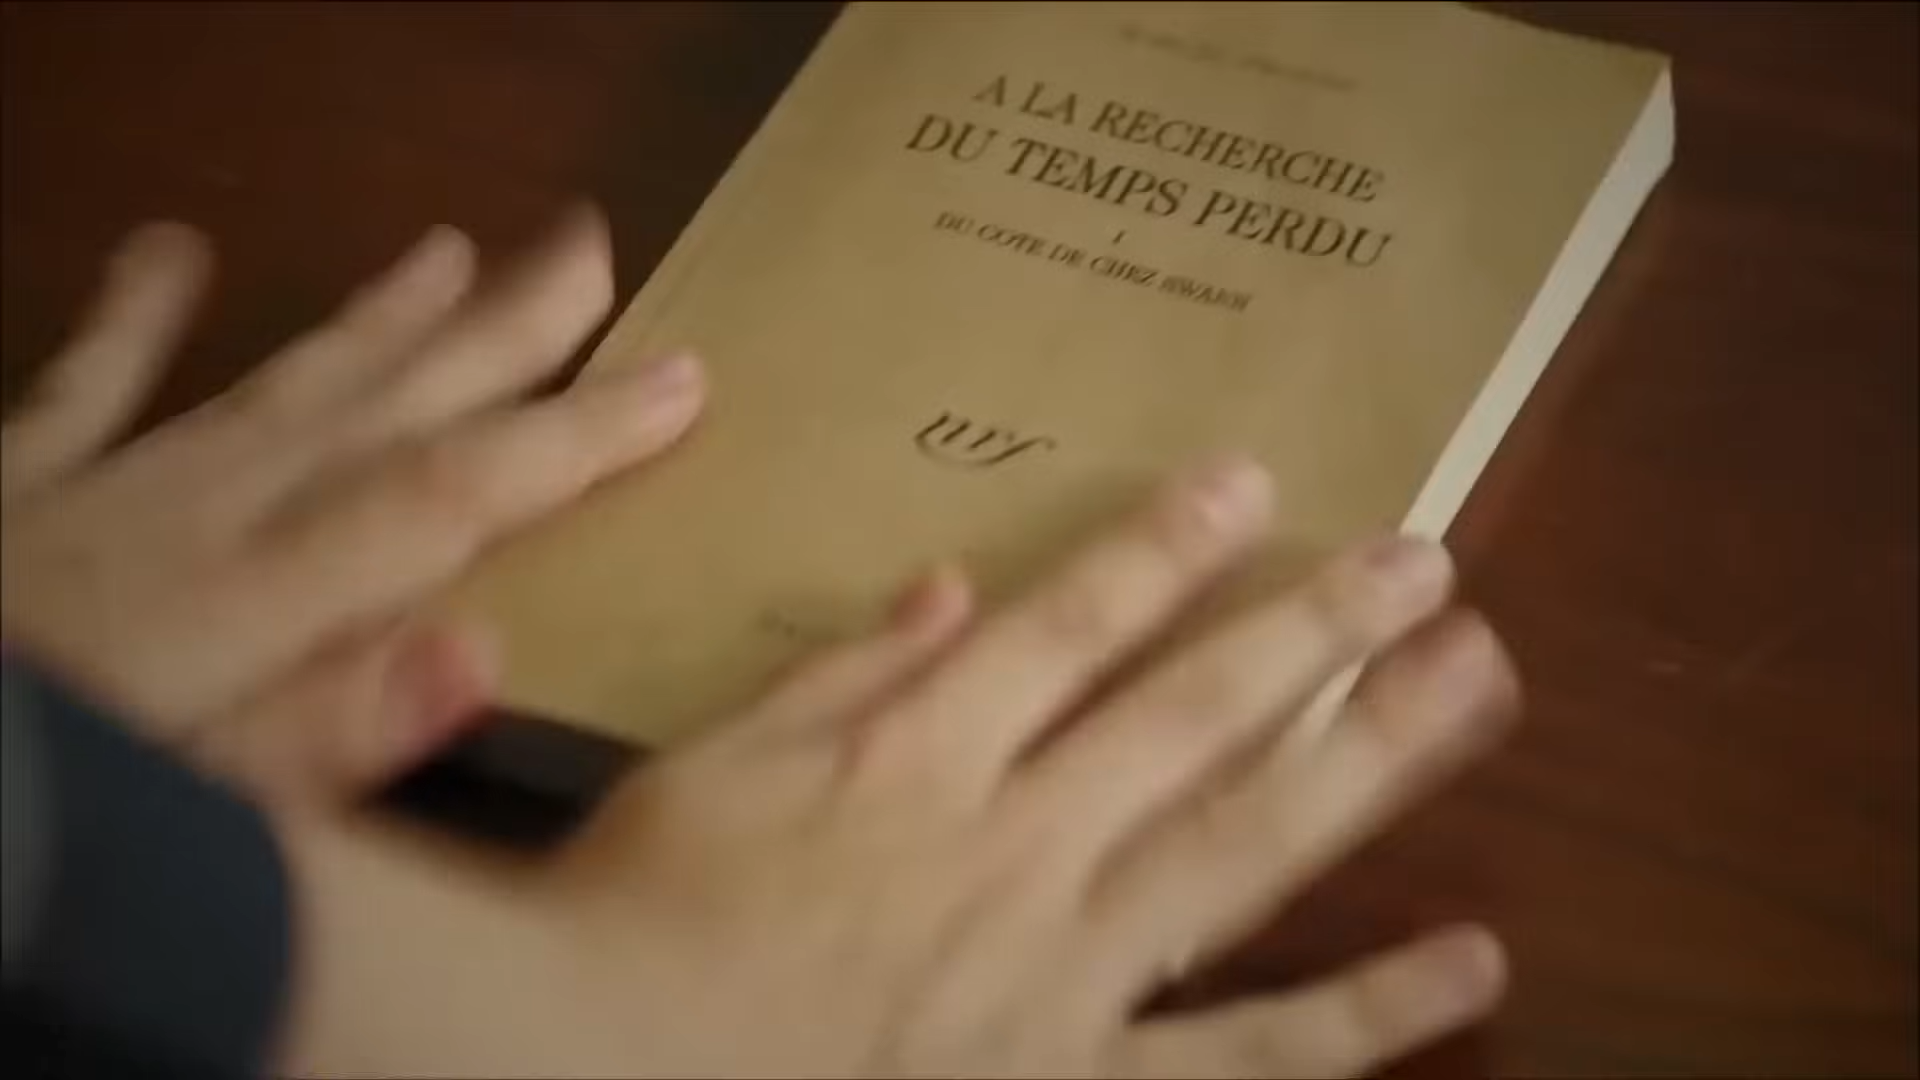 A LA RECHERCHE
DU TEMPS PERDU
I
DU COTE DE CHEZ SWANN
nrf